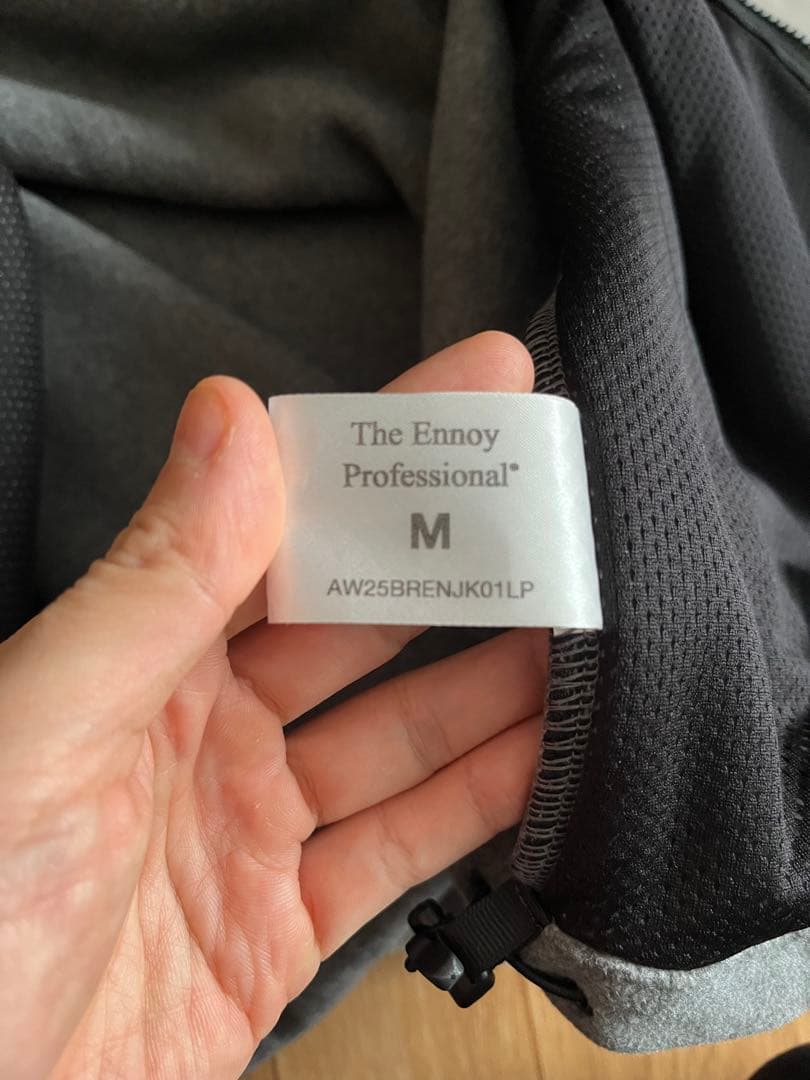 The Ennoy
Professional®
M
AW25BRENJK01LP